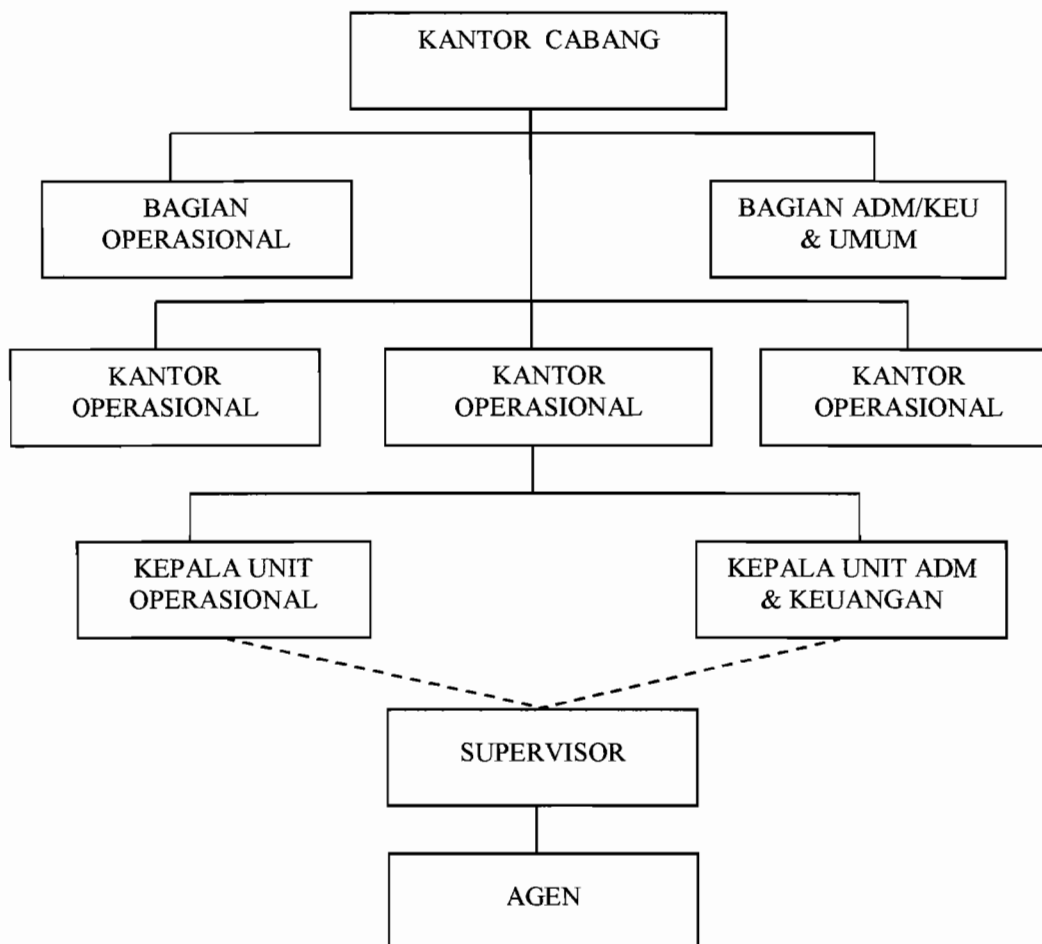 KANTOR CABANG
BAGIAN
OPERASIONAL
BAGIAN ADM/KEU
& UMUM
KANTOR
OPERASIONAL
KANTOR
OPERASIONAL
KANTOR
OPERASIONAL
KEPALA UNIT
OPERASIONAL
KEPALA UNIT ADM
& KEUANGAN
SUPERVISOR
AGEN